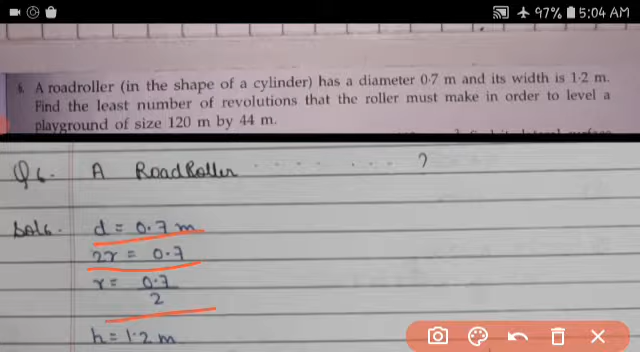 97% 5:04 AM
6. A roadroller (in the shape of a cylinder) has a diameter 0·7 m and its width is 1·2 m.
Find the least number of revolutions that the roller must make in order to level a
playground of size 120 m by 44 m.
Q6. A RoadRoller . . . . . . . . . ?
Sol6. d = 0.7 m
2r = 0.7
r = 0.7
2
h = 1.2 m